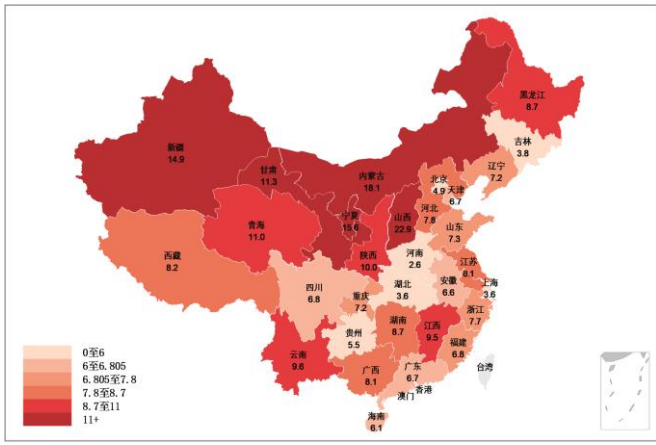 黑龙江
8.7
吉林
3.8
新疆
14.9
甘肃
11.3
内蒙古
18.1
辽宁
7.2
北京
4.9
天津
6.7
宁夏
15.6
山西
22.9
河北
7.8
青海
11.0
山东
7.3
陕西
10.0
河南
2.6
西藏
8.2
江苏
8.1
四川
6.8
湖北
3.6
安徽
6.6
上海
3.6
重庆
7.2
浙江
7.7
湖南
8.7
江西
9.5
贵州
5.5
福建
6.8
云南
9.6
广西
8.1
广东
6.7
台湾
香港
澳门
海南
6.1
0至6
6至6.805
6.805至7.8
7.8至8.7
8.7至11
11+